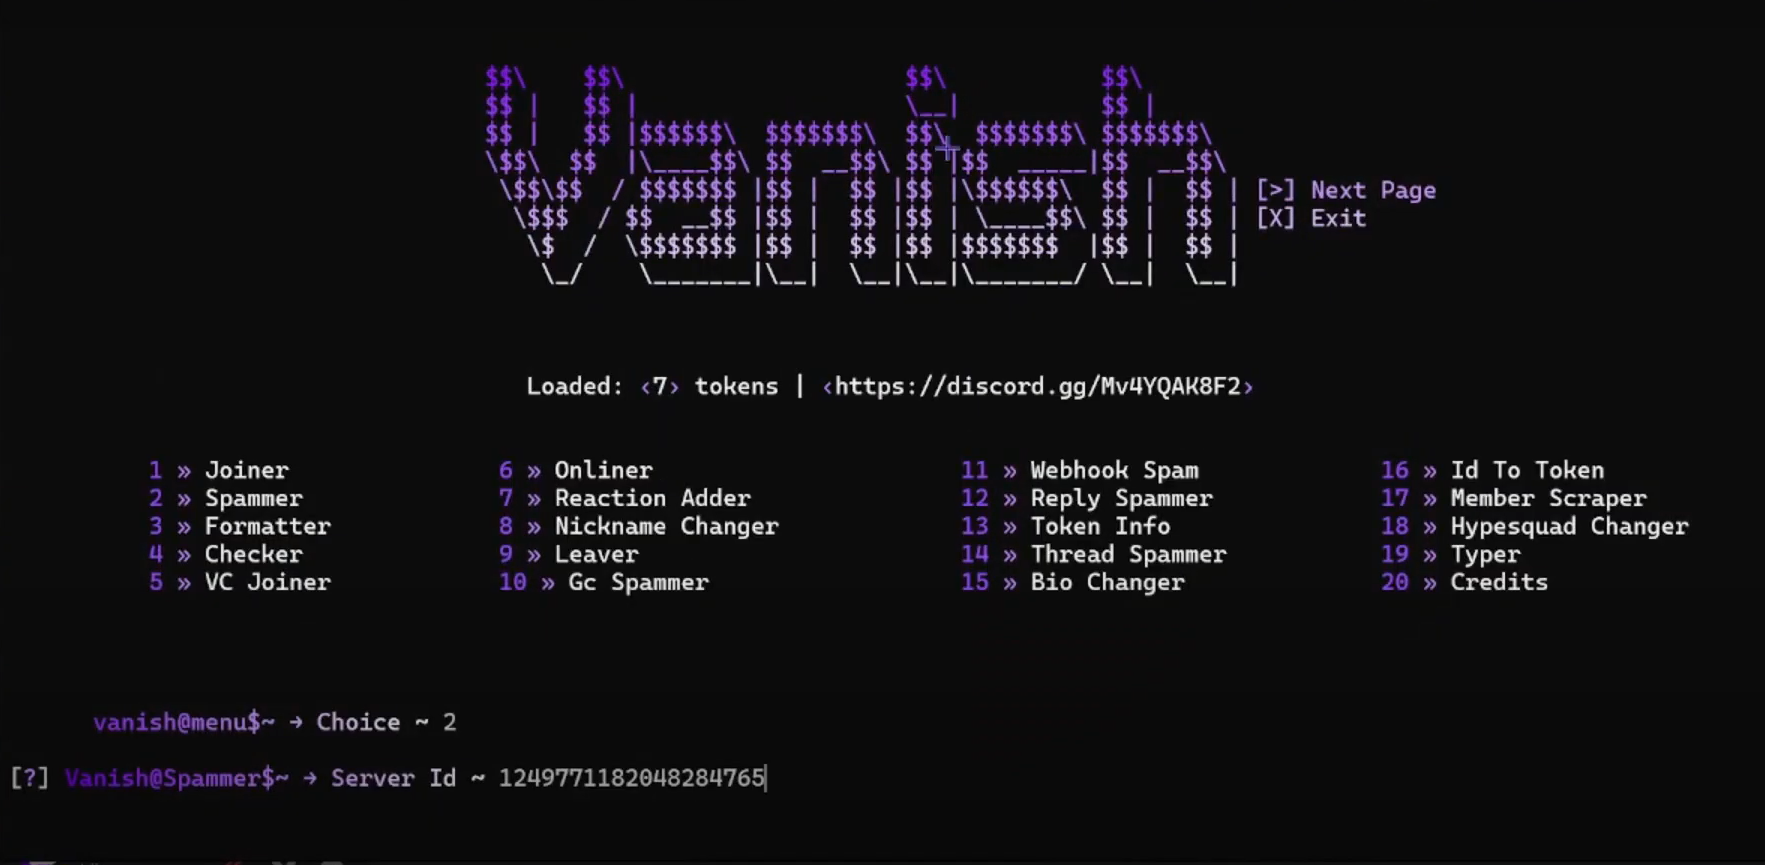 Vanish
[>] Next Page
[X] Exit
Loaded: <7> tokens | <https://discord.gg/Mv4YQAK8F2>
1 » Joiner
2 » Spammer
3 » Formatter
4 » Checker
5 » VC Joiner
6 » Onliner
7 » Reaction Adder
8 » Nickname Changer
9 » Leaver
10 » Gc Spammer
11 » Webhook Spam
12 » Reply Spammer
13 » Token Info
14 » Thread Spammer
15 » Bio Changer
16 » Id To Token
17 » Member Scraper
18 » Hypesquad Changer
19 » Typer
20 » Credits
vanish@menu$~ → Choice ~ 2
[?] Vanish@Spammer$~ → Server Id ~ 1249771182048284765